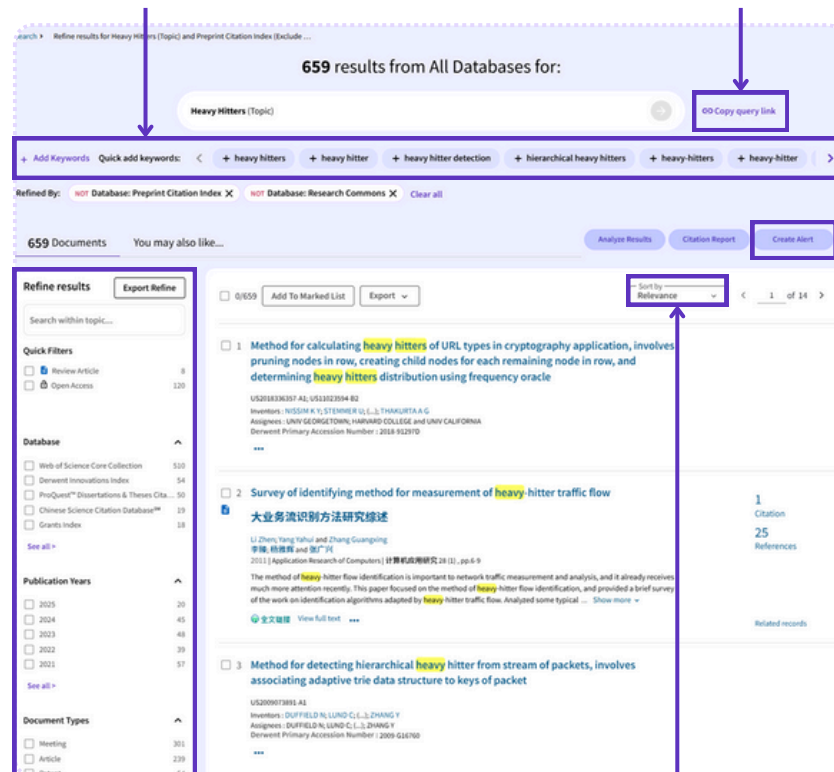 earch > Refine results for Heavy Hitters (Topic) and Preprint Citation Index (Exclude ...
659 results from All Databases for:
Heavy Hitters (Topic)
Copy query link
+ Add Keywords Quick add keywords: < + heavy hitters + heavy hitter + heavy hitter detection + hierarchical heavy hitters + heavy-hitters + heavy-hitter >
Refined By: NOT Database: Preprint Citation Index X NOT Database: Research Commons X Clear all
659 Documents You may also like...
Analyze Results Citation Report Create Alert
Refine results Export Refine
Search within topic...
Quick Filters
Review Article 8
Open Access 120
Database
Web of Science Core Collection 510
Derwent Innovations Index 54
ProQuest™ Dissertations & Theses Cita... 50
Chinese Science Citation Database℠ 19
Grants Index 18
See all >
Publication Years
2025 20
2024 45
2023 48
2022 39
2021 57
See all >
Document Types
Meeting 301
Article 239
0/659 Add To Marked List Export
Sort by
Relevance
< 1 of 14 >
1 Method for calculating heavy hitters of URL types in cryptography application, involves
pruning nodes in row, creating child nodes for each remaining node in row, and
determining heavy hitters distribution using frequency oracle
US2018336357-A1; US11023594-B2
Inventors : NISSIM K Y; STEMMER U; (...); THAKURTA A G
Assignees : UNIV GEORGETOWN; HARVARD COLLEGE and UNIV CALIFORNIA
Derwent Primary Accession Number : 2018-91297D
2 Survey of identifying method for measurement of heavy-hitter traffic flow
大业务流识别方法研究综述
Li Zhen; Yang Yahui and Zhang Guangxing
李臻, 杨雅辉 and 张广兴
2011 | Application Research of Computers | 计算机应用研究 28 (1) , pp.6-9
The method of heavy-hitter flow identification is important to network traffic measurement and analysis, and it already receives
much more attention recently. This paper focused on the method of heavy-hitter flow identification, and provided a brief survey
of the work on identification algorithms adapted by heavy-hitter traffic flow. Analyzed some typical ... Show more
全文链接 View full text
1
Citation
25
References
Related records
3 Method for detecting hierarchical heavy hitter from stream of packets, involves
associating adaptive trie data structure to keys of packet
US2009073891-A1
Inventors : DUFFIELD N; LUND C; (...); ZHANG Y
Assignees : DUFFIELD N; LUND C; (...); ZHANG Y
Derwent Primary Accession Number : 2009-G16760